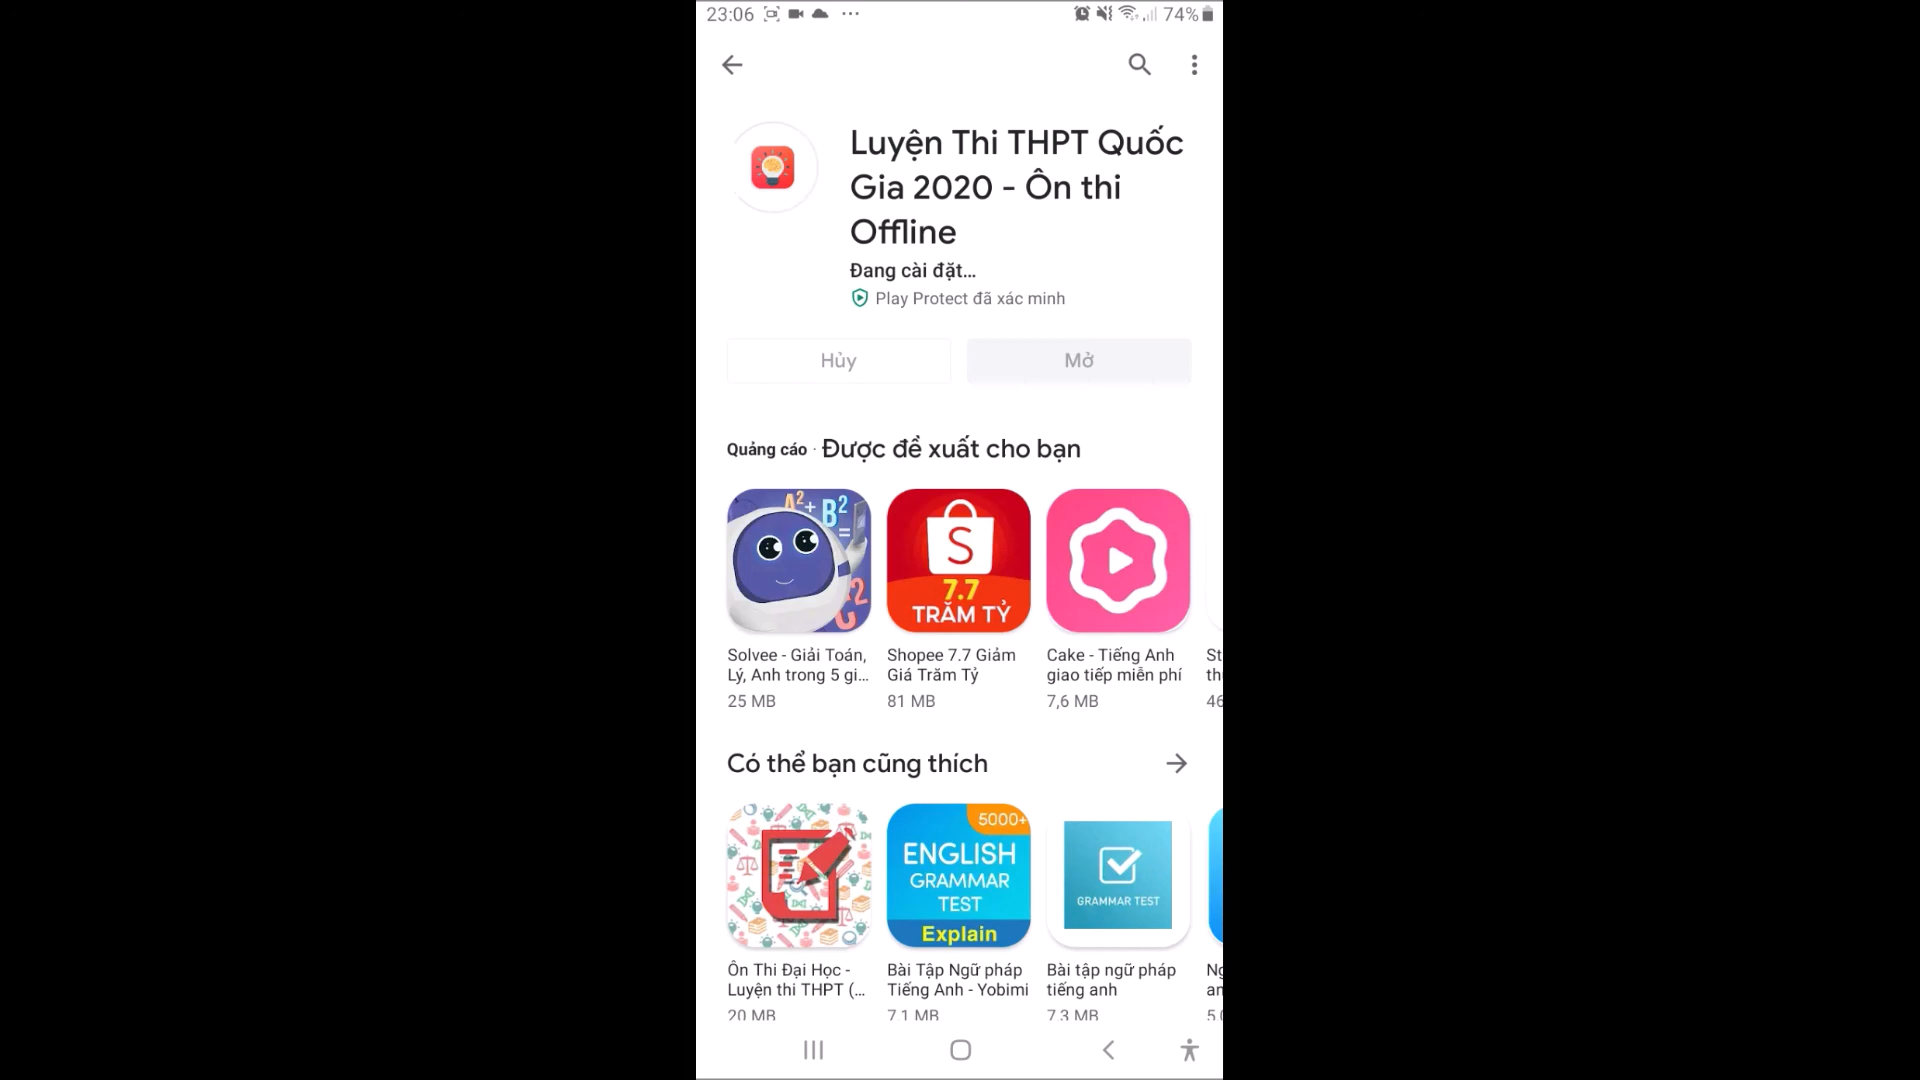 23:06 74%
Luyện Thi THPT Quốc
Gia 2020 - Ôn thi
Offline
Đang cài đặt...
Play Protect đã xác minh
Hủy Mở
Quảng cáo · Được đề xuất cho bạn
A²+ B²
=
S
7.7
TRĂM TỶ
Solvee - Giải Toán,
Lý, Anh trong 5 gi...
25 MB
Shopee 7.7 Giảm
Giá Trăm Tỷ
81 MB
Cake - Tiếng Anh
giao tiếp miễn phí
7,6 MB
St
th
46
Có thể bạn cũng thích
5000+
ENGLISH
GRAMMAR
TEST
Explain
GRAMMAR TEST
Ôn Thi Đại Học -
Luyện thi THPT (...
20 MB
Bài Tập Ngữ pháp
Tiếng Anh - Yobimi
7,1 MB
Bài tập ngữ pháp
tiếng anh
7,3 MB
Ng
an